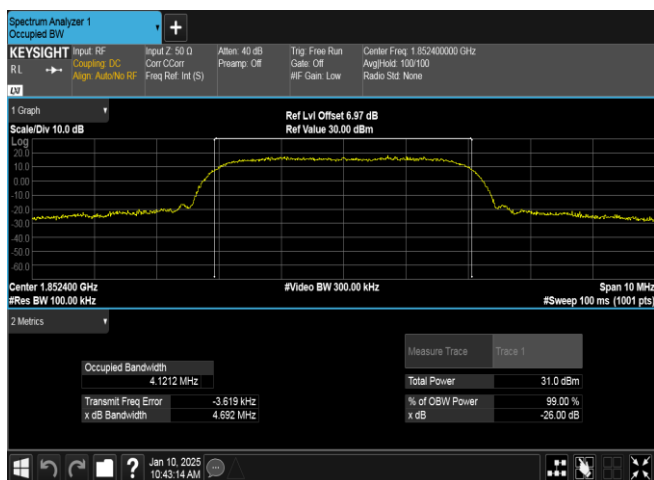 Spectrum Analyzer 1
Occupied BW
+
KEYSIGHT Input: RF Input Z: 50 Ω Atten: 40 dB Trig: Free Run Center Freq: 1.852400000 GHz
RL Coupling: DC Corr CCorr Preamp: Off Gate: Off Avg|Hold: 100/100
Align: Auto/No RF Freq Ref: Int (S) #IF Gain: Low Radio Std: None
LXI
1 Graph
Ref Lvl Offset 6.97 dB
Scale/Div 10.0 dB Ref Value 30.00 dBm
Log
20.0
10.0
0.00
-10.0
-20.0
-30.0
-40.0
-50.0
-60.0
Center 1.852400 GHz #Video BW 300.00 kHz Span 10 MHz
#Res BW 100.00 kHz #Sweep 100 ms (1001 pts)
2 Metrics
Measure Trace Trace 1
Occupied Bandwidth
4.1212 MHz Total Power 31.0 dBm
Transmit Freq Error -3.619 kHz % of OBW Power 99.00 %
x dB Bandwidth 4.692 MHz x dB -26.00 dB
? Jan 10, 2025
10:43:14 AM